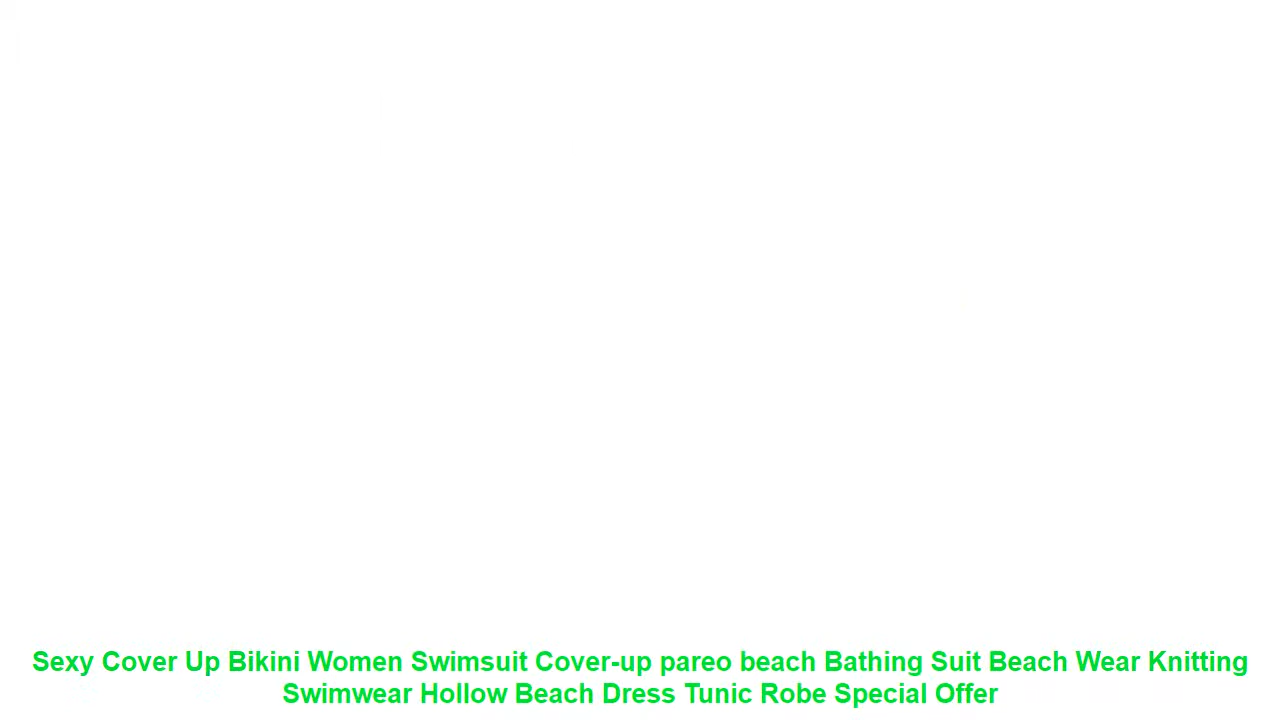 Sexy Cover Up Bikini Women Swimsuit Cover-up pareo beach Bathing Suit Beach Wear Knitting
Swimwear Hollow Beach Dress Tunic Robe Special Offer